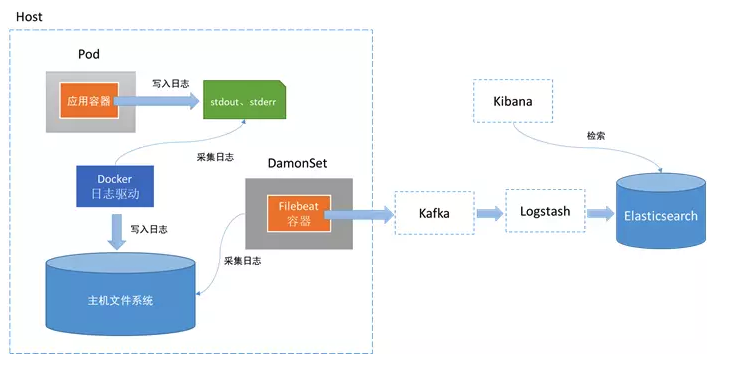 Host
Pod
应用容器
写入日志
stdout、stderr
采集日志
Docker
日志驱动
写入日志
主机文件系统
DamonSet
Filebeat
容器
采集日志
Kafka
Logstash
Kibana
检索
Elasticsearch